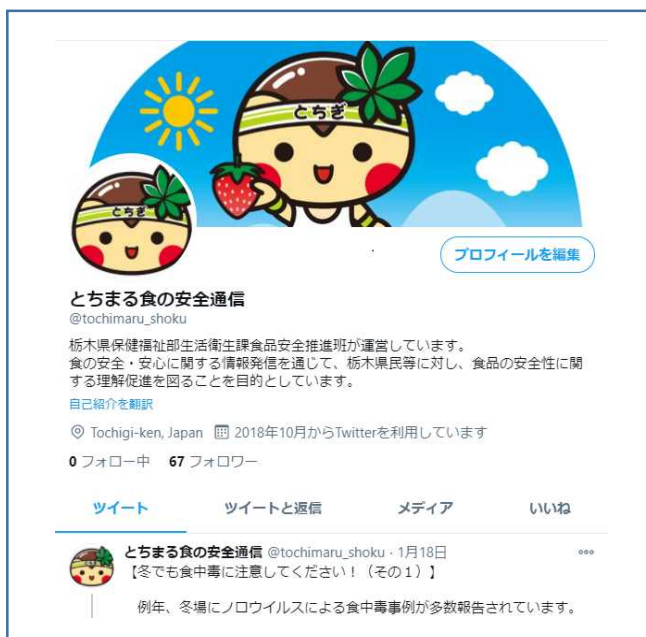 とちぎ
とちぎ
プロフィールを編集
とちまる食の安全通信
@tochimaru_shoku
栃木県保健福祉部生活衛生課食品安全推進班が運営しています。
食の安全・安心に関する情報発信を通じて、栃木県民等に対し、食品の安全性に関
する理解促進を図ることを目的としています。
自己紹介を翻訳
Tochigi-ken, Japan 2018年10月からTwitterを利用しています
0 フォロー中 67 フォロワー
ツイート ツイートと返信 メディア いいね
とちまる食の安全通信 @tochimaru_shoku · 1月18日
【冬でも食中毒に注意してください！（その１）】
例年、冬場にノロウイルスによる食中毒事例が多数報告されています。